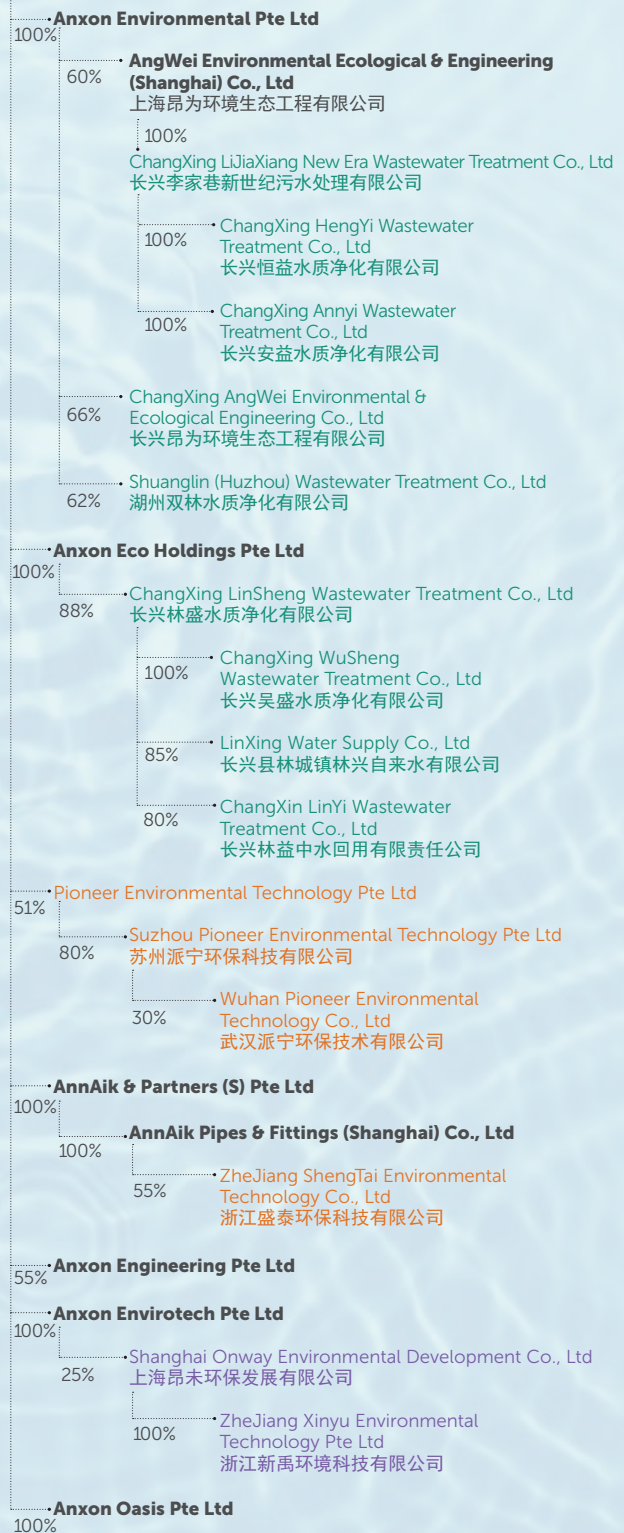 Anxon Environmental Pte Ltd
100%
AngWei Environmental Ecological & Engineering
60%
(Shanghai) Co., Ltd
上海昂为环境生态工程有限公司
100%
ChangXing LiJiaXiang New Era Wastewater Treatment Co., Ltd
长兴李家巷新世纪污水处理有限公司
ChangXing HengYi Wastewater
100%
Treatment Co., Ltd
长兴恒益水质净化有限公司
ChangXing Annyi Wastewater
100%
Treatment Co., Ltd
长兴安益水质净化有限公司
ChangXing AngWei Environmental &
66%
Ecological Engineering Co., Ltd
长兴昂为环境生态工程有限公司
Shuanglin (Huzhou) Wastewater Treatment Co., Ltd
62%
湖州双林水质净化有限公司
Anxon Eco Holdings Pte Ltd
100%
ChangXing LinSheng Wastewater Treatment Co., Ltd
88%
长兴林盛水质净化有限公司
ChangXing WuSheng
100%
Wastewater Treatment Co., Ltd
长兴吴盛水质净化有限公司
LinXing Water Supply Co., Ltd
85%
长兴县林城镇林兴自来水有限公司
ChangXin LinYi Wastewater
80%
Treatment Co., Ltd
长兴林益中水回用有限责任公司
Pioneer Environmental Technology Pte Ltd
51%
Suzhou Pioneer Environmental Technology Pte Ltd
80%
苏州派宁环保科技有限公司
Wuhan Pioneer Environmental
30%
Technology Co., Ltd
武汉派宁环保技术有限公司
AnnAik & Partners (S) Pte Ltd
100%
AnnAik Pipes & Fittings (Shanghai) Co., Ltd
100%
ZheJiang ShengTai Environmental
55%
Technology Co., Ltd
浙江盛泰环保科技有限公司
Anxon Engineering Pte Ltd
55%
Anxon Envirotech Pte Ltd
100%
Shanghai Onway Environmental Development Co., Ltd
25%
上海昂未环保发展有限公司
ZheJiang Xinyu Environmental
100%
Technology Pte Ltd
浙江新禹环境科技有限公司
Anxon Oasis Pte Ltd
100%